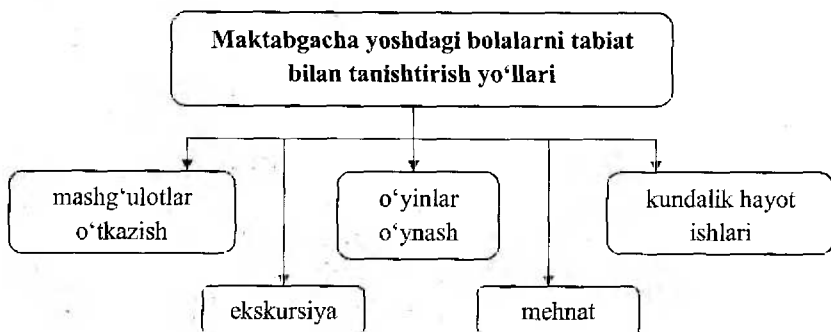 Maktabgacha yoshdagi bolalarni tabiat
bilan tanishtirish yo‘llari
mashg‘ulotlar
o‘tkazish
o‘yinlar
o‘ynash
kundalik hayot
ishlari
ekskursiya
mehnat